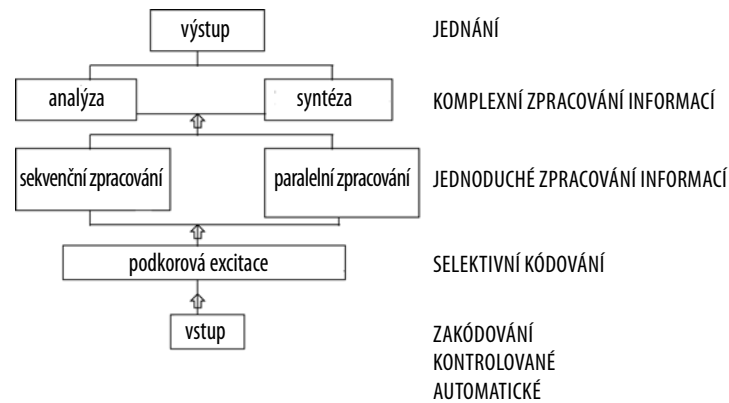 výstup JEDNÁNÍ
analýza syntéza KOMPLEXNÍ ZPRACOVÁNÍ INFORMACÍ
sekvenční zpracování paralelní zpracování JEDNODUCHÉ ZPRACOVÁNÍ INFORMACÍ
podkorová excitace SELEKTIVNÍ KÓDOVÁNÍ
vstup ZAKÓDOVÁNÍ
KONTROLOVANÉ
AUTOMATICKÉ